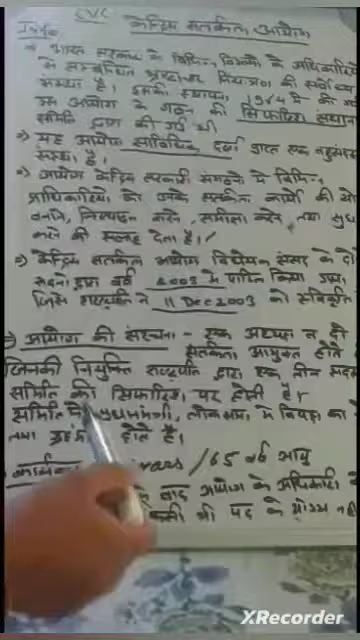 CVC
केन्द्रिय सतर्कता आयोग
Info
भारत सरकार के विभिन्न विभागों के अधिकारियों
से सम्बन्धित भ्रष्टाचार नियन्त्रण की सर्वोच्च
संस्था है। इसकी स्थापना 1964 में की
इस आयोग के गठन की सिफारिश संथानम
समिति द्वारा की गई थी
यह आयोग सांविधिक दर्जा प्राप्त एक बहुसदस्य
संस्था है।
आयोग केन्द्रिय सरकारी संगठनो में विभिन्न
प्राधिकारियों को उनके सतर्कता कार्यों की यो
बनाने, निष्पादन करने, समीक्षा करने, तथा सुध
करने की सलाह देता है।
केन्द्रिय सतर्कता आयोग विधेयक संसद के दो
सदनों द्वारा वर्ष 2003 में पारित किया गया,
जिसे राष्ट्रपति ने 11 Dec 2003 को स्वीकृति
आयोग की संरचना - एक अध्यक्ष व दो
सतर्कता आयुक्त होते
जिनकी नियुक्ति राष्ट्रपति द्वारा एक तीन सदस्
समिति की सिफारिश पर होती है।
समिति में प्रधानमंत्री, लोकसभा में विपक्ष का
तथा होते है।
कार्यकाल years / 65 वर्ष आयु
के बाद आयोग के अधिकारी
किसी भी पद के योग्य नही
XRecorder